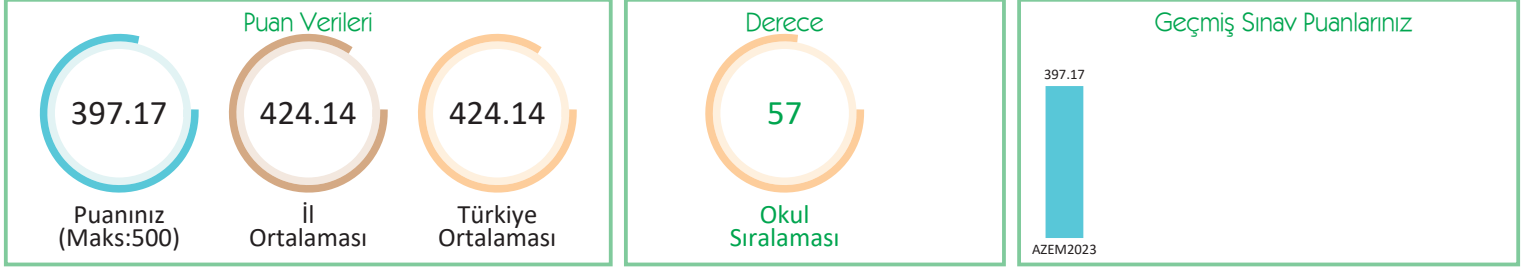 Puan Verileri
397.17
424.14
424.14
Puanınız
(Maks:500)
İl
Ortalaması
Türkiye
Ortalaması
Derece
57
Okul
Sıralaması
Geçmiş Sınav Puanlarınız
397.17
AZEM2023